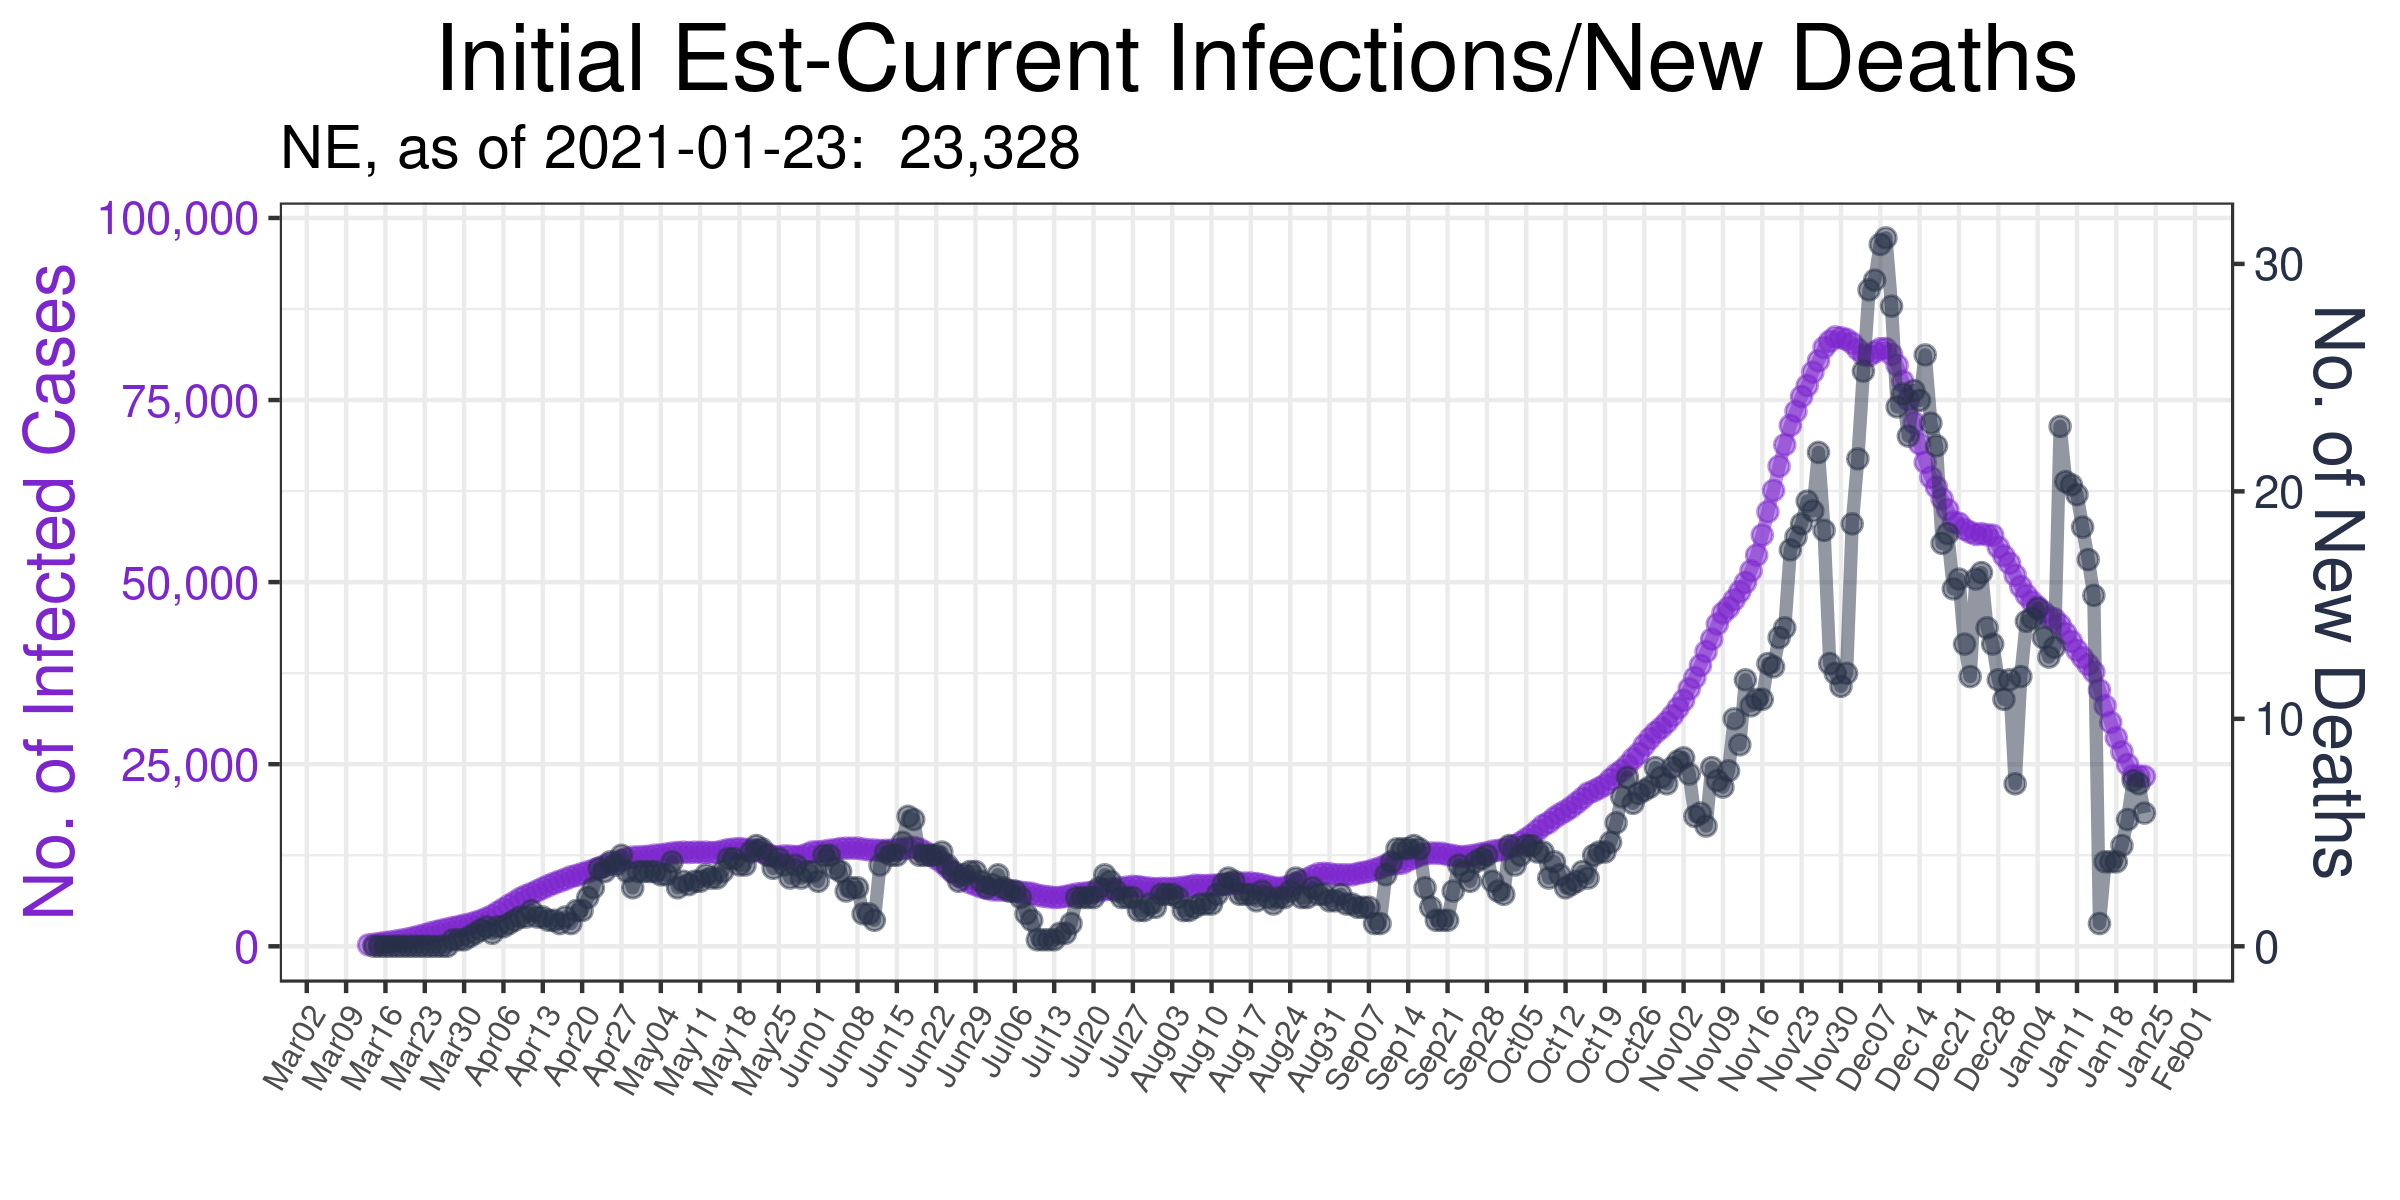 Initial Est-Current Infections/New Deaths
NE, as of 2021-01-23:  23,328
No. of Infected Cases
100,000
75,000
50,000
25,000
0
30
20
10
0
No. of New Deaths
Mar02
Mar09
Mar16
Mar23
Mar30
Apr06
Apr13
Apr20
Apr27
May04
May11
May18
May25
Jun01
Jun08
Jun15
Jun22
Jun29
Jul06
Jul13
Jul20
Jul27
Aug03
Aug10
Aug17
Aug24
Aug31
Sep07
Sep14
Sep21
Sep28
Oct05
Oct12
Oct19
Oct26
Nov02
Nov09
Nov16
Nov23
Nov30
Dec07
Dec14
Dec21
Dec28
Jan04
Jan11
Jan18
Jan25
Feb01